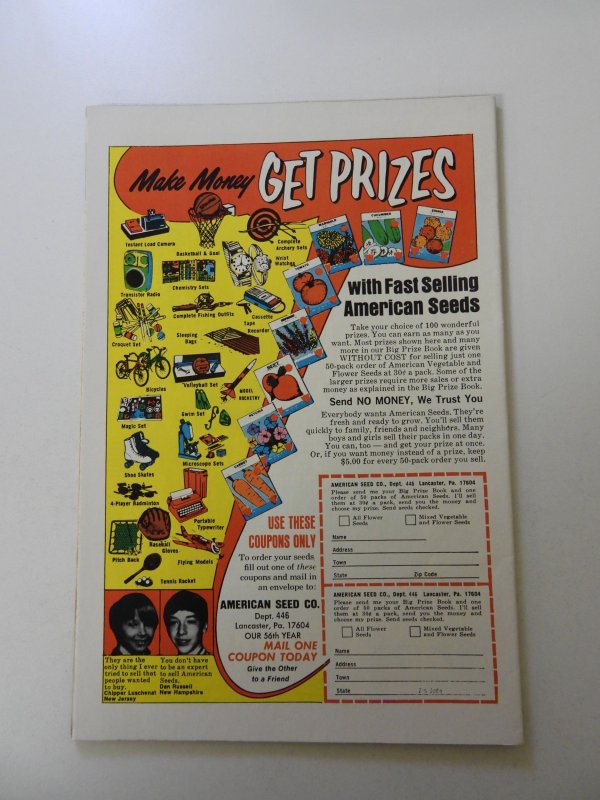 Make Money GET PRIZES
with Fast Selling
American Seeds
Take your choice of 100 wonderful
prizes. You can earn as many as you
want. Most prizes shown here and many
more in our Big Prize Book are given
WITHOUT COST for selling just one
50-pack order of American Vegetable and
Flower Seeds at 30¢ a pack. Some of the
larger prizes require more sales or extra
money as explained in the Big Prize Book.
Send NO MONEY, We Trust You
Everybody wants American Seeds. They're
fresh and ready to grow. You'll sell them
quickly to family, friends and neighbors. Many
boys and girls sell their packs in one day.
You can, too — and get your prize at once.
Or, if you want money instead of a prize, keep
$5.00 for every 50-pack order you sell.
Instant Load Camera
Basketball & Goal
Complete
Archery Sets
Wrist
Watches
Transistor Radio
Chemistry Sets
Complete Fishing Outfits
Cassette
Tape
Recorder
Croquet Set
Sleeping
Bags
Bicycles
Volleyball Set
MODEL
ROCKETRY
Swim Set
Magic Set
Microscope Sets
Shoe Skates
4-Player Badminton
Portable
Typewriter
Baseball
Gloves
Pitch Back
Flying Models
Tennis Racket
CUCUMBER
TOMATO
BEET
CARROT
USE THESE
COUPONS ONLY
To order your seeds
fill out one of these
coupons and mail in
an envelope to:
AMERICAN SEED CO.
Dept. 446
Lancaster, Pa. 17604
OUR 56th YEAR
MAIL ONE
COUPON TODAY
Give the Other
to a Friend
They are the
only thing I ever
tried to sell that
people wanted
to buy.
Chipper Luschenat
New Jersey
You don't have
to be an expert
to sell American
Seeds.
Dan Russell
New Hampshire
AMERICAN SEED CO., Dept. 446 Lancaster, Pa. 17604
Please send me your Big Prize Book and one
order of 50 packs of American Seeds. I'll sell
them at 30¢ a pack, send you the money and
choose my prize. Send seeds checked.
All Flower
Seeds
Mixed Vegetable
and Flower Seeds
Name
Address
Town
State Zip Code
AMERICAN SEED CO., Dept. 446, Lancaster, Pa. 17604
Please send me your Big Prize Book and one
order of 50 packs of American Seeds. I'll sell
them at 30¢ a pack, send you the money and
choose my prize. Send seeds checked.
All Flower
Seeds
Mixed Vegetable
and Flower Seeds
Name
Address
Town
State